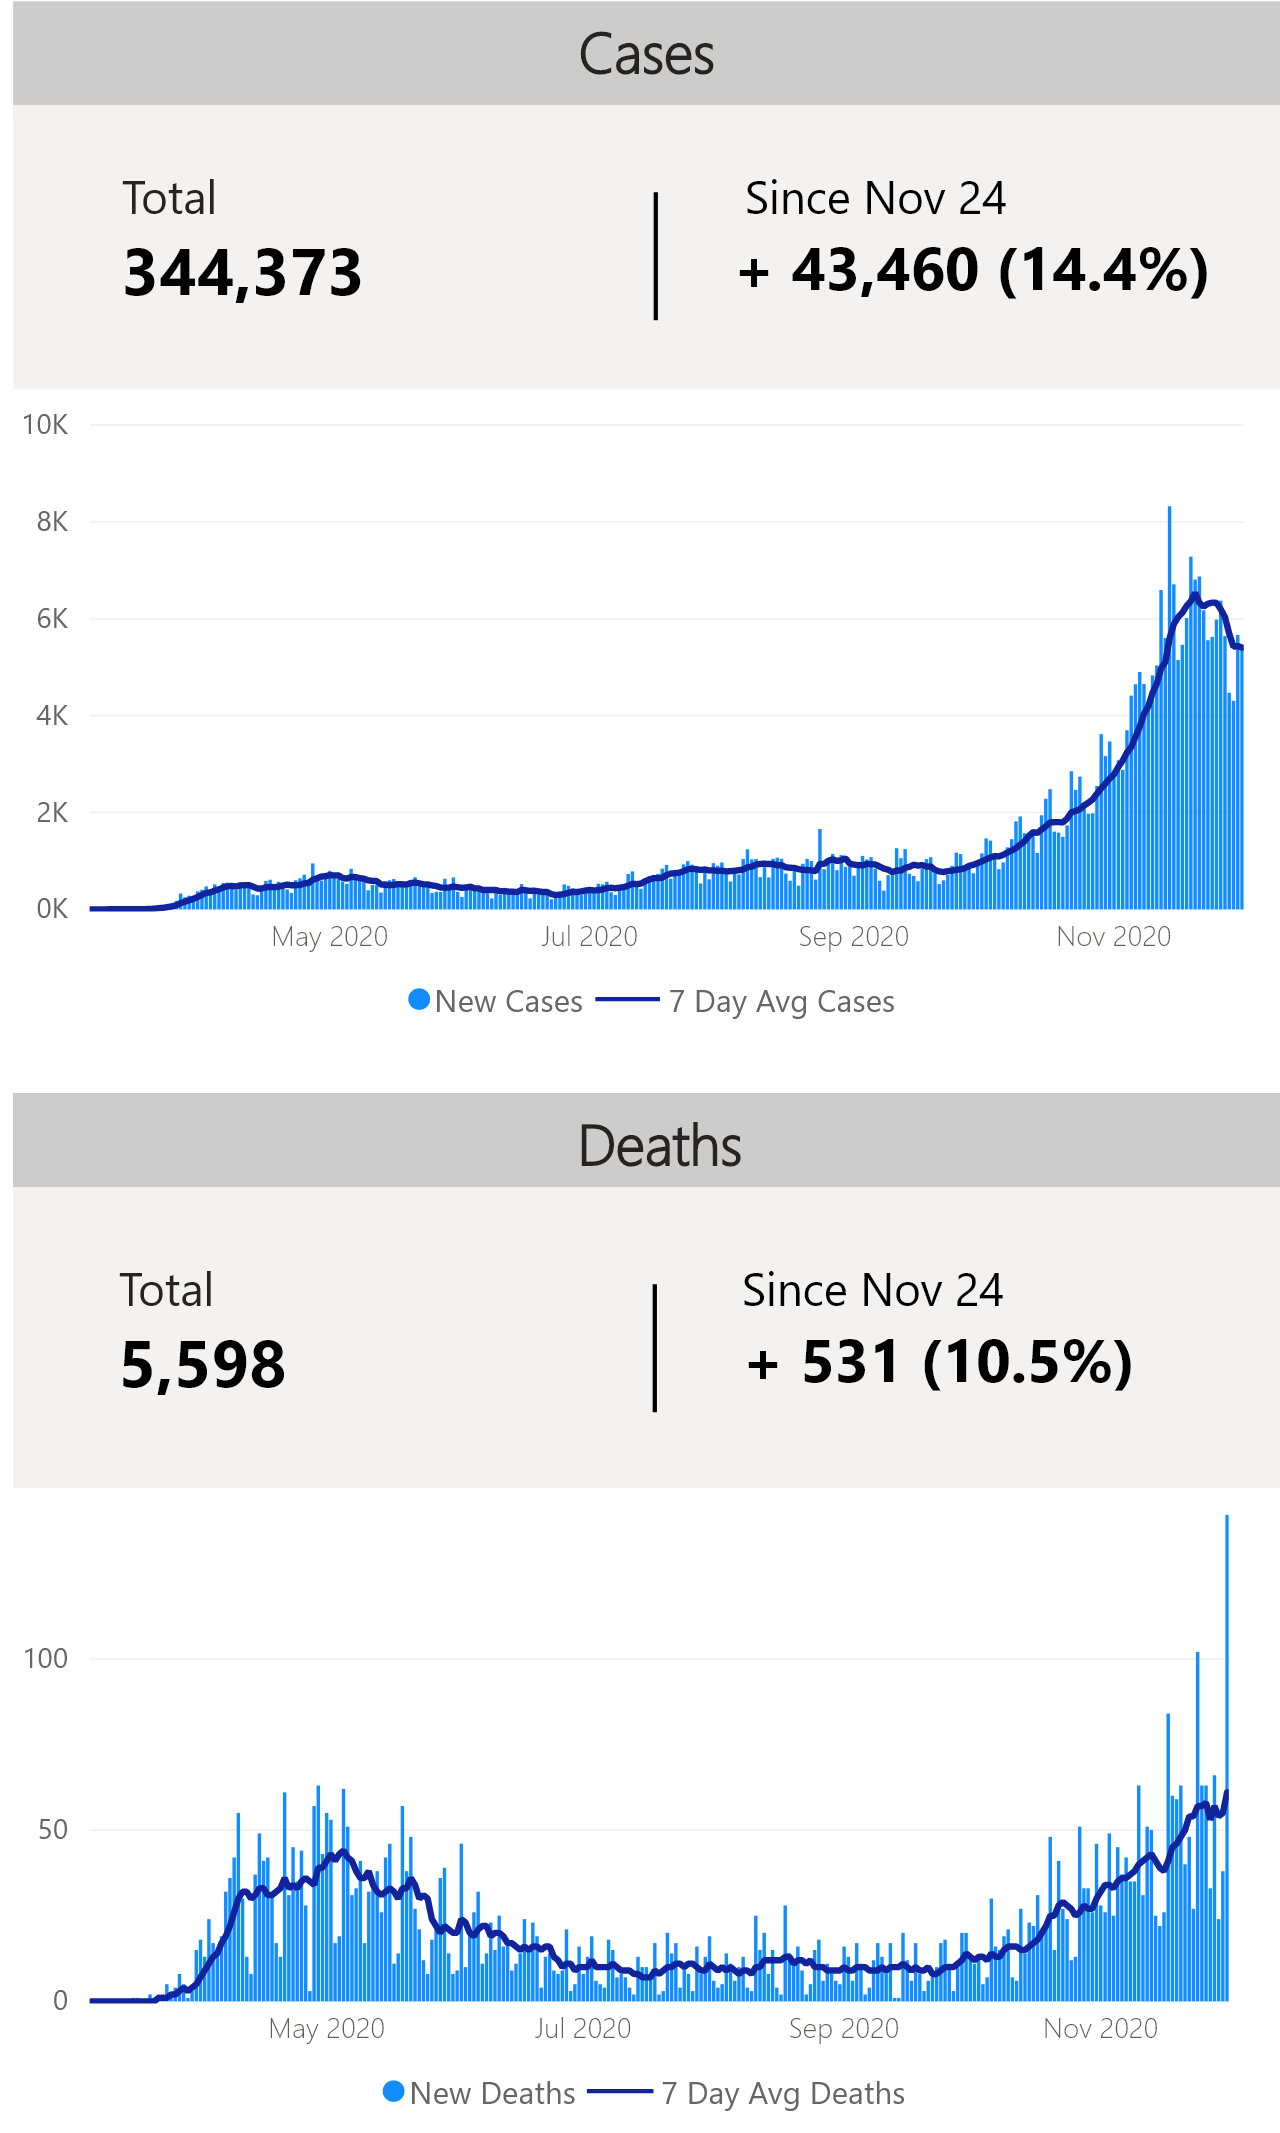 Cases
Total
Since Nov 24
344,373
+ 43,460 (14.4%)
10K
8K
6K
4K
2K
0K
May 2020
Jul 2020
Sep 2020
Nov 2020
New Cases
7 Day Avg Cases
Deaths
Total
Since Nov 24
5,598
+ 531 (10.5%)
100
50
0
May 2020
Jul 2020
Sep 2020
Nov 2020
New Deaths
7 Day Avg Deaths